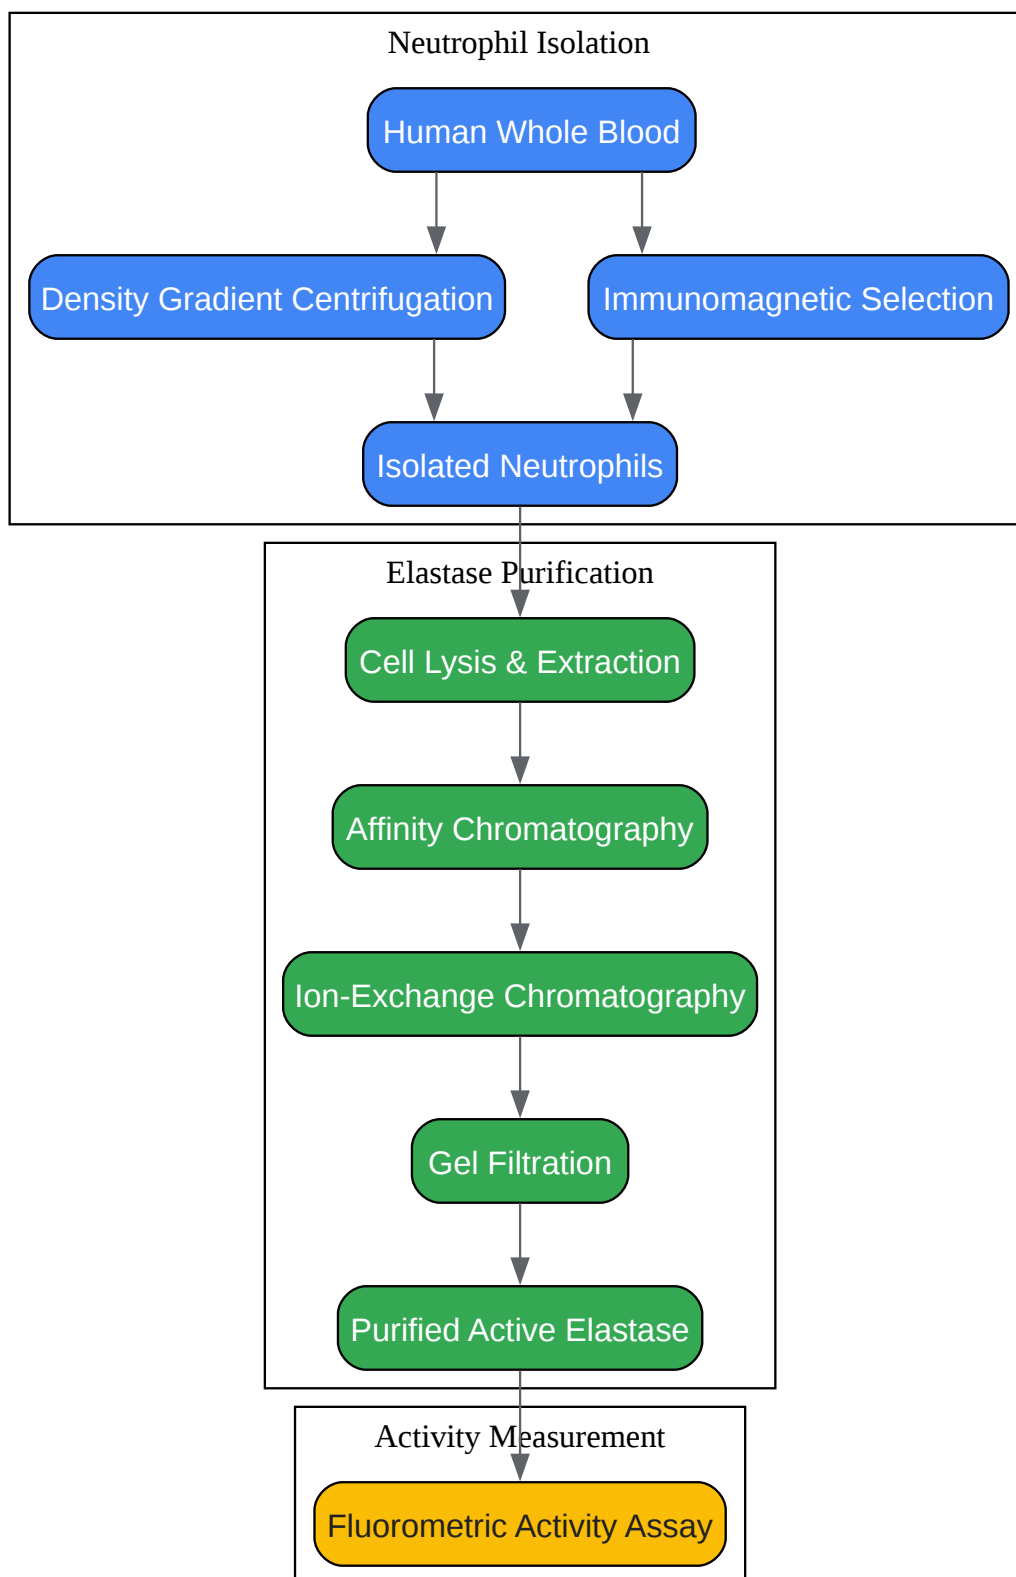 Neutrophil Isolation
Human Whole Blood
Density Gradient Centrifugation
Immunomagnetic Selection
Isolated Neutrophils
Elastase Purification
Cell Lysis & Extraction
Affinity Chromatography
Ion-Exchange Chromatography
Gel Filtration
Purified Active Elastase
Activity Measurement
Fluorometric Activity Assay